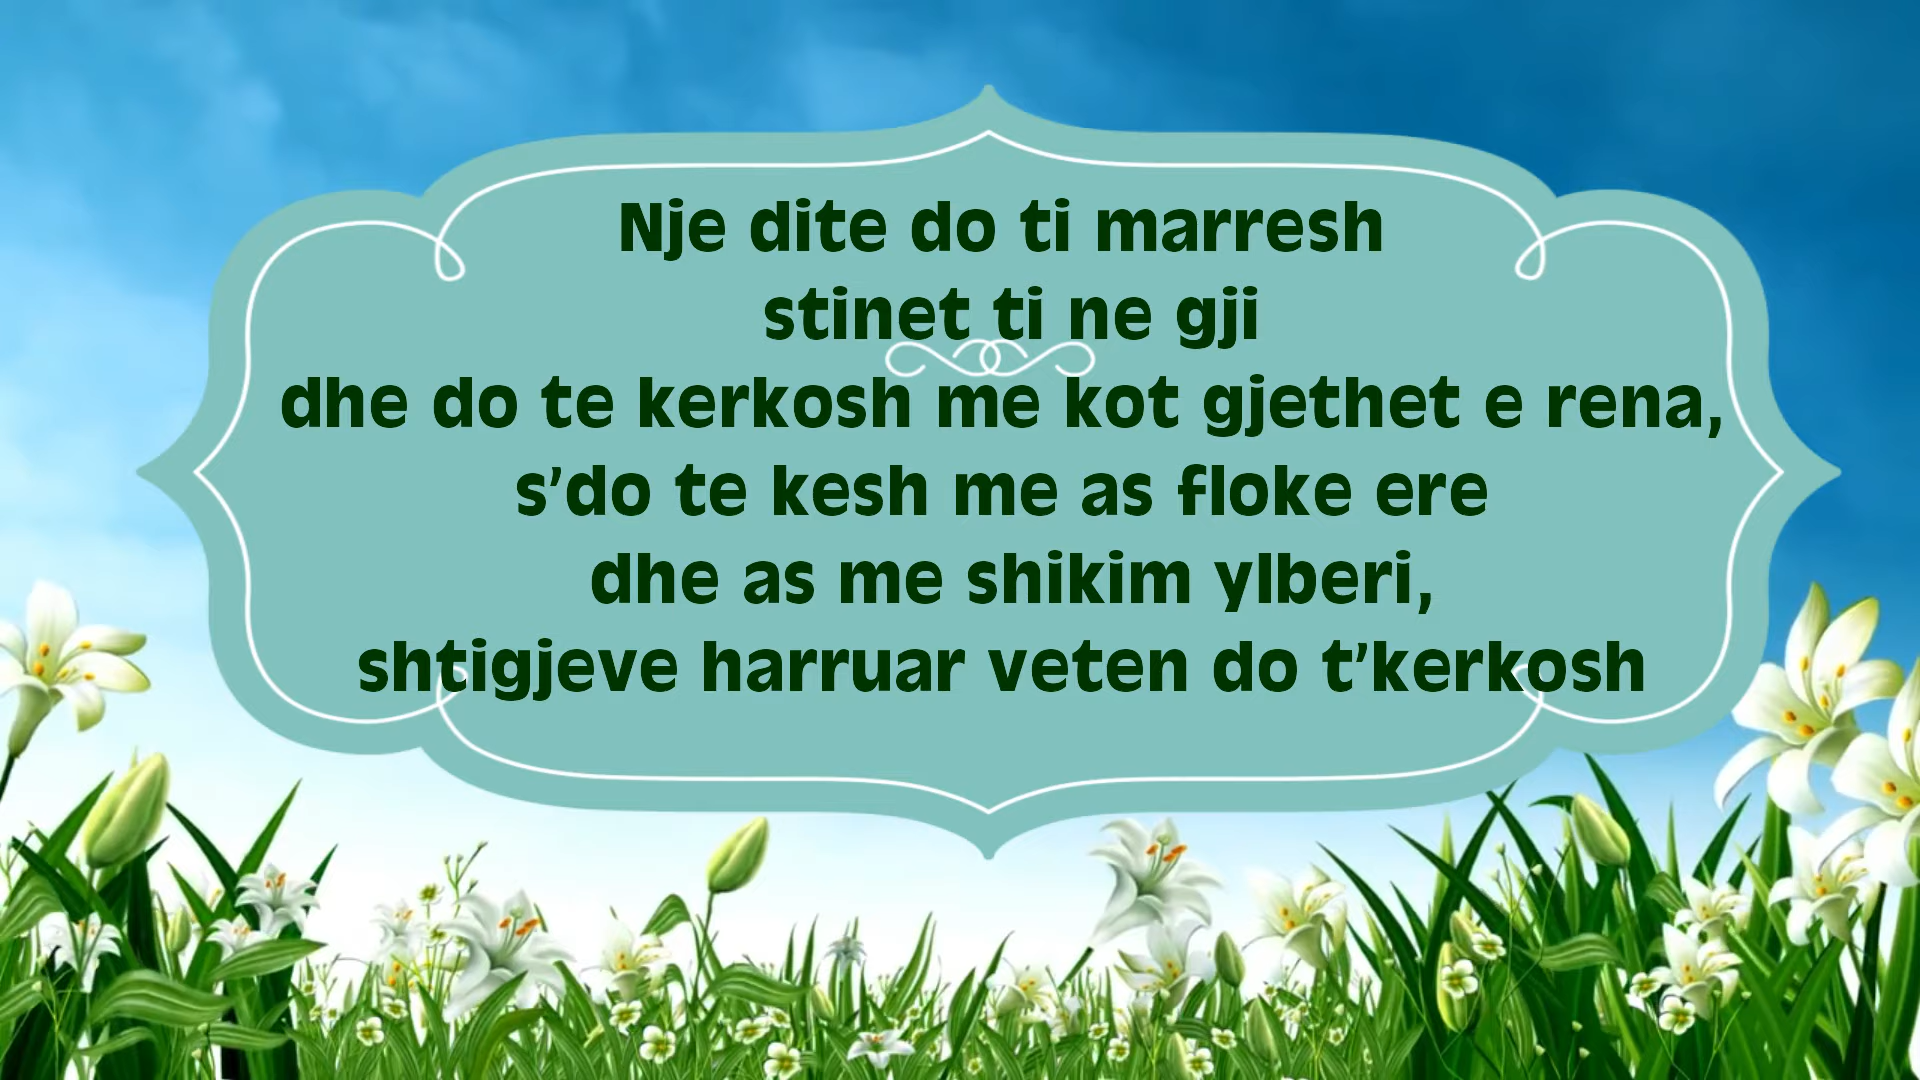 Nje dite do ti marresh
stinet ti ne gji
dhe do te kerkosh me kot gjethet e rena,
s'do te kesh me as floke ere
dhe as me shikim ylberi,
shtigjeve harruar veten do t'kerkosh